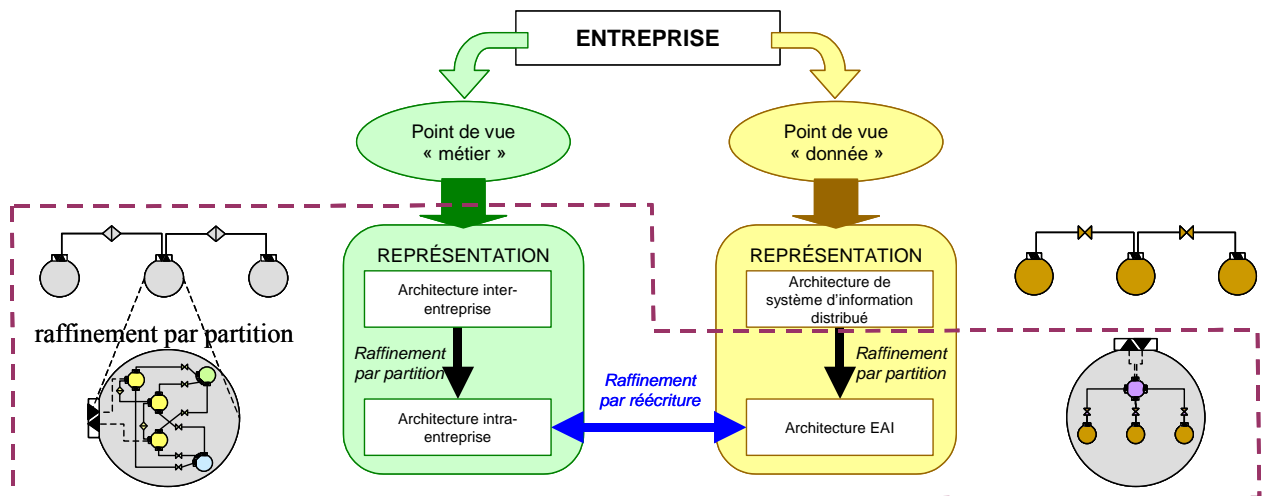 ENTREPRISE
Point de vue
« métier »
Point de vue
« donnée »
REPRÉSENTATION
Architecture inter-
entreprise
Raffinement
par partition
Architecture intra-
entreprise
REPRÉSENTATION
Architecture de
système d'information
distribué
Raffinement
par partition
Architecture EAI
Raffinement
par réécriture
raffinement par partition